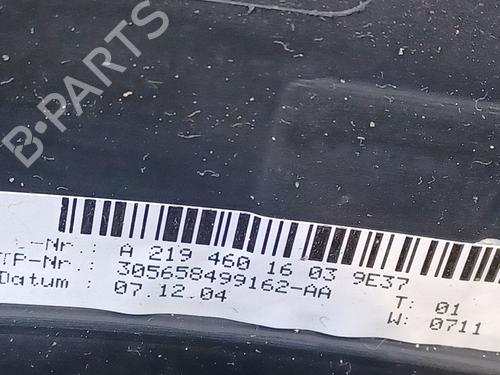 B-PARTS
-Nr.: A 219 460 16 03 9E37
TP-Nr.: 305658499162-AA T: 01
Datum : 07.12.04 W: 0711